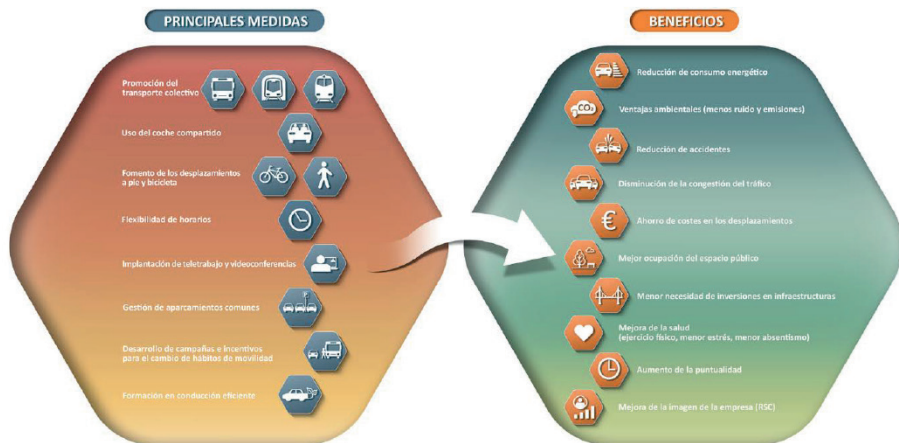 PRINCIPALES MEDIDAS
Promoción del
transporte colectivo
Uso del coche compartido
Fomento de los desplazamientos
a pie y bicicleta
Flexibilidad de horarios
Implantación de teletrabajo y videoconferencias
Gestión de aparcamientos comunes
Desarrollo de campañas e incentivos
para el cambio de hábitos de movilidad
Formación en conducción eficiente
BENEFICIOS
Reducción de consumo energético
CO₂
Ventajas ambientales (menos ruido y emisiones)
Reducción de accidentes
Disminución de la congestión del tráfico
€
Ahorro de costes en los desplazamientos
Mejor ocupación del espacio público
Menor necesidad de inversiones en infraestructuras
Mejora de la salud
(ejercicio físico, menor estrés, menor absentismo)
Aumento de la puntualidad
Mejora de la imagen de la empresa (RSC)